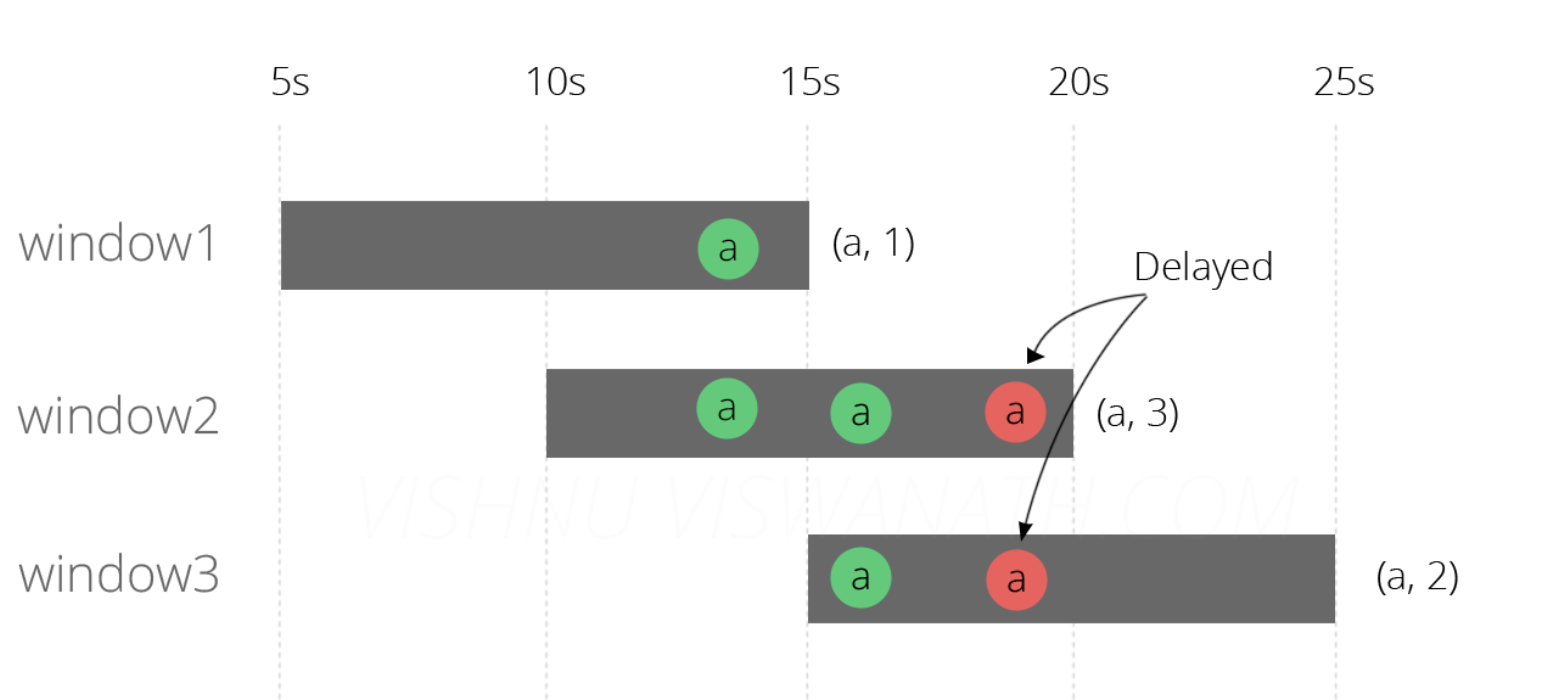 5s 10s 15s 20s 25s
window1 a (a, 1)
Delayed
window2 a a a (a, 3)
VISHNU VISWANATH.COM
window3 a a (a, 2)